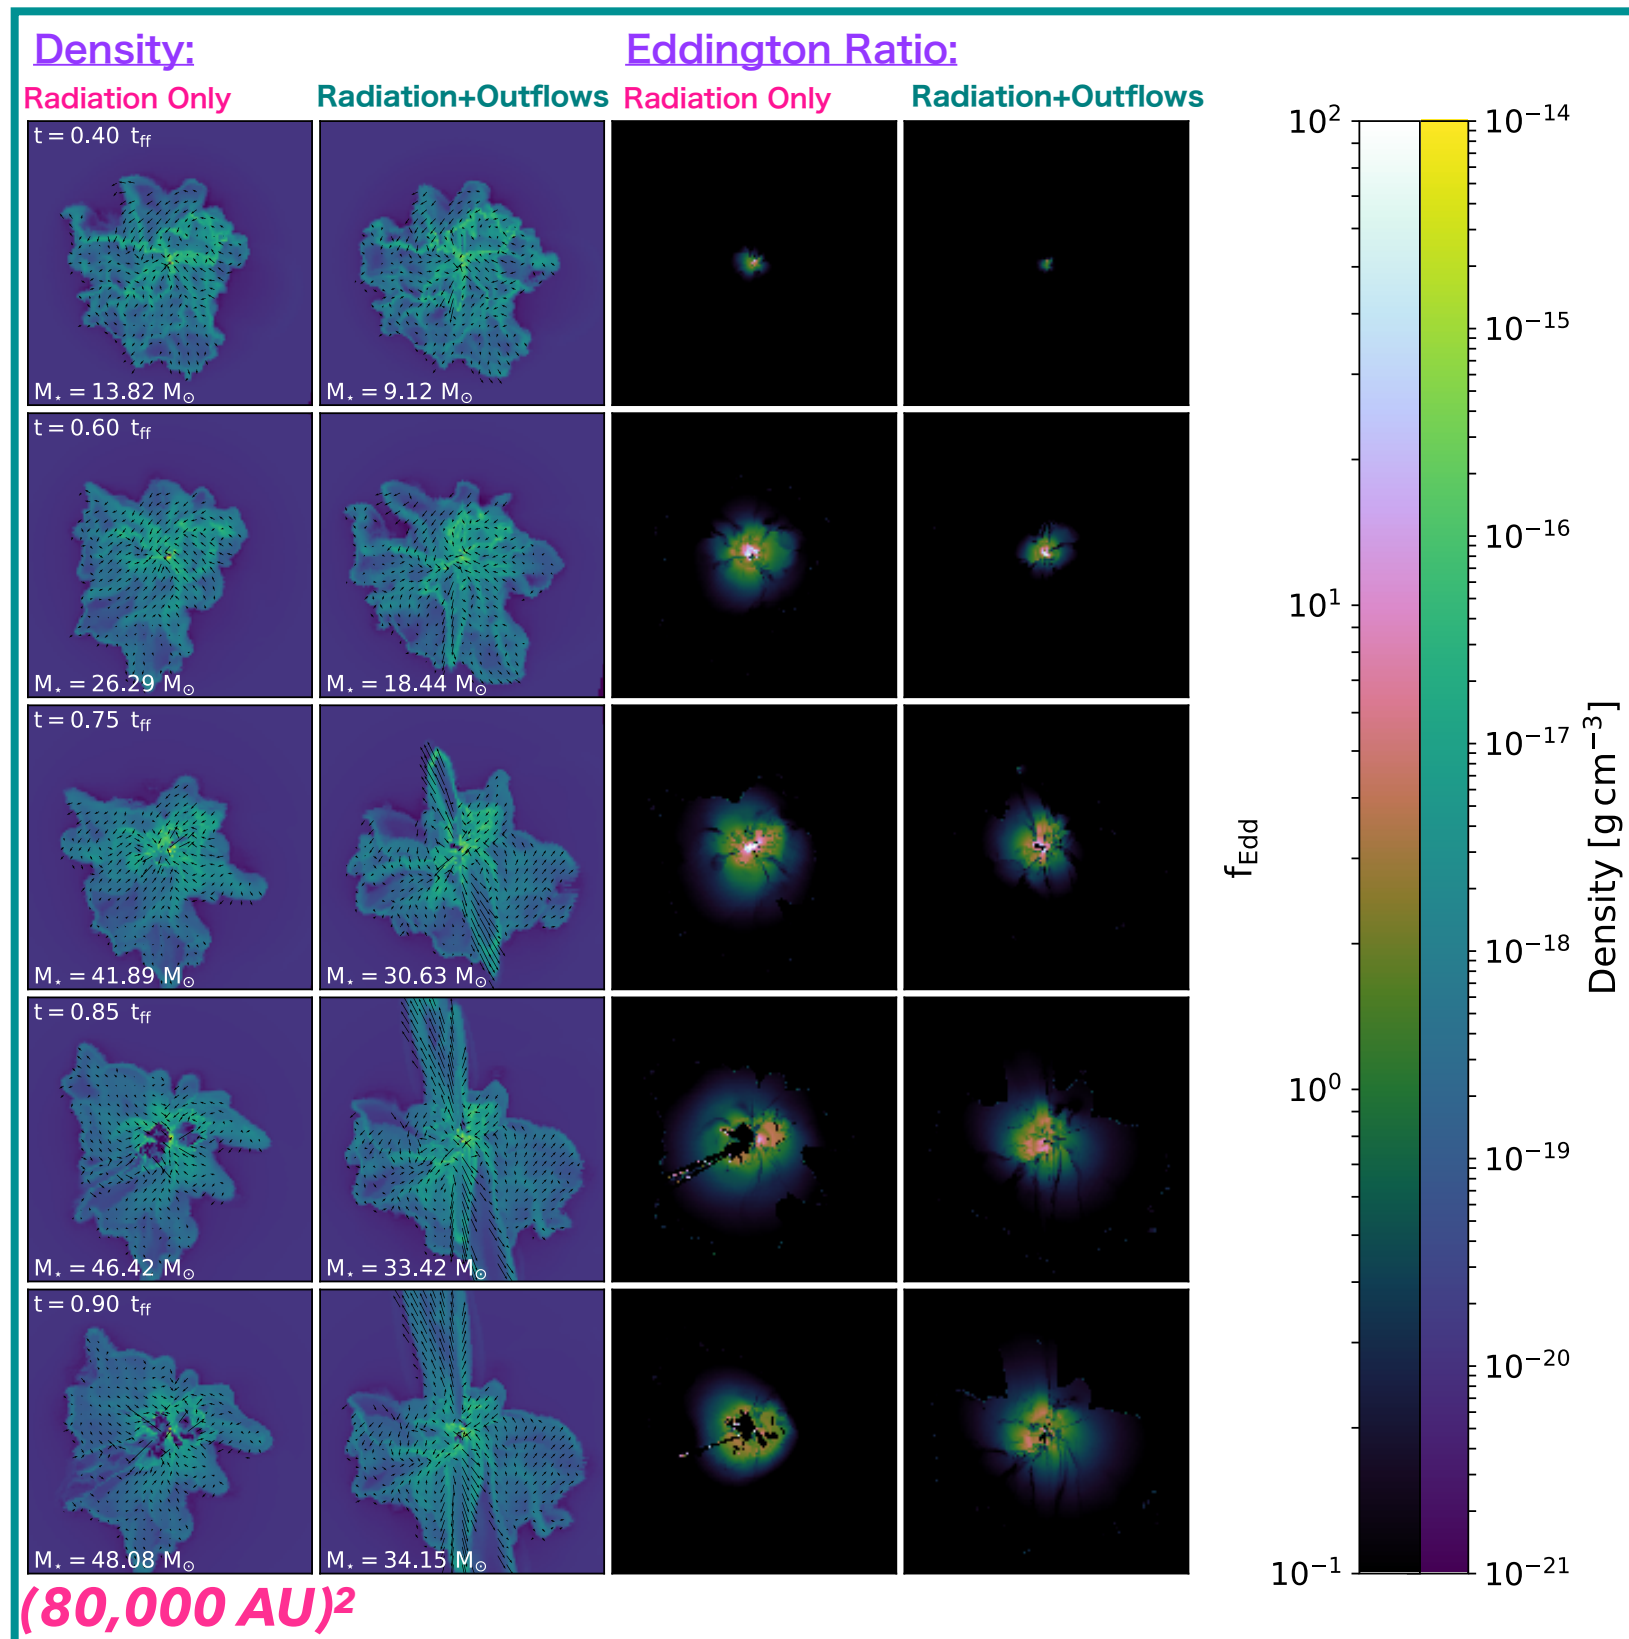 Density:
Eddington Ratio:
Radiation Only
Radiation+Outflows
Radiation Only
Radiation+Outflows
t = 0.40 t_ff
M⋆ = 13.82 M⊙
M⋆ = 9.12 M⊙
t = 0.60 t_ff
M⋆ = 26.29 M⊙
M⋆ = 18.44 M⊙
t = 0.75 t_ff
M⋆ = 41.89 M⊙
M⋆ = 30.63 M⊙
t = 0.85 t_ff
M⋆ = 46.42 M⊙
M⋆ = 33.42 M⊙
t = 0.90 t_ff
M⋆ = 48.08 M⊙
M⋆ = 34.15 M⊙
(80,000 AU)²
10²
10¹
10⁰
10⁻¹
f_Edd
10⁻¹⁴
10⁻¹⁵
10⁻¹⁶
10⁻¹⁷
10⁻¹⁸
10⁻¹⁹
10⁻²⁰
10⁻²¹
Density [g cm⁻³]